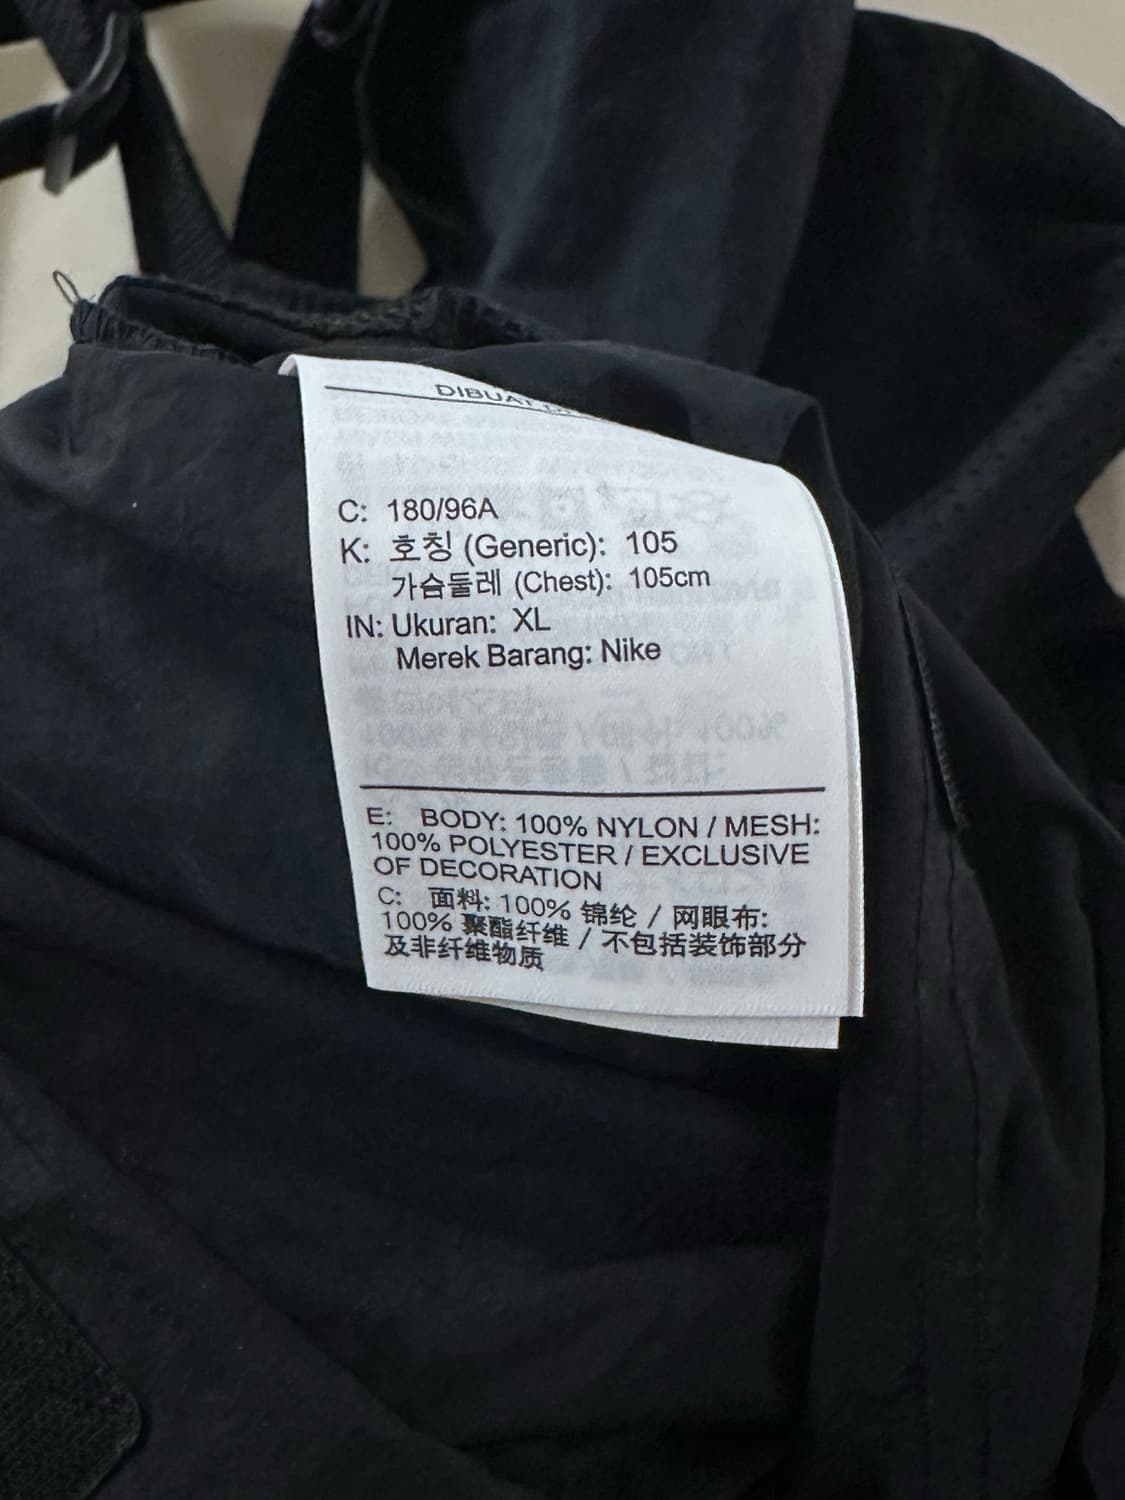 DIBUAT DI
C: 180/96A
K: 호칭 (Generic): 105
가슴둘레 (Chest): 105cm
IN: Ukuran: XL
Merek Barang: Nike
E: BODY: 100% NYLON / MESH:
100% POLYESTER / EXCLUSIVE
OF DECORATION
C: 面料: 100% 锦纶 / 网眼布:
100% 聚酯纤维 / 不包括装饰部分
及非纤维物质